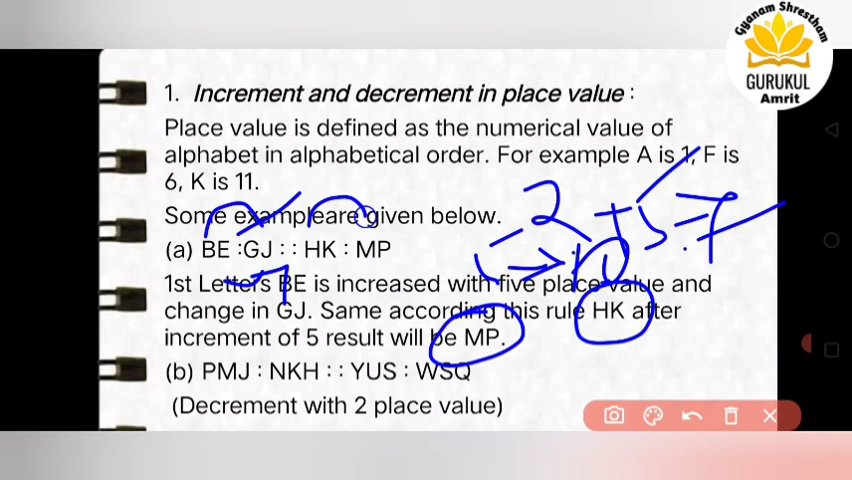 Gyanam Shrestham
GURUKUL
Amrit
1. Increment and decrement in place value :
Place value is defined as the numerical value of
alphabet in alphabetical order. For example A is 1, F is
6, K is 11.
Some exampleare given below.
(a) BE :GJ : : HK : MP
1st Letters BE is increased with five place value and
change in GJ. Same according this rule HK after
increment of 5 result will be MP.
(b) PMJ : NKH : : YUS : WSQ
(Decrement with 2 place value)
2 + 5 = 7